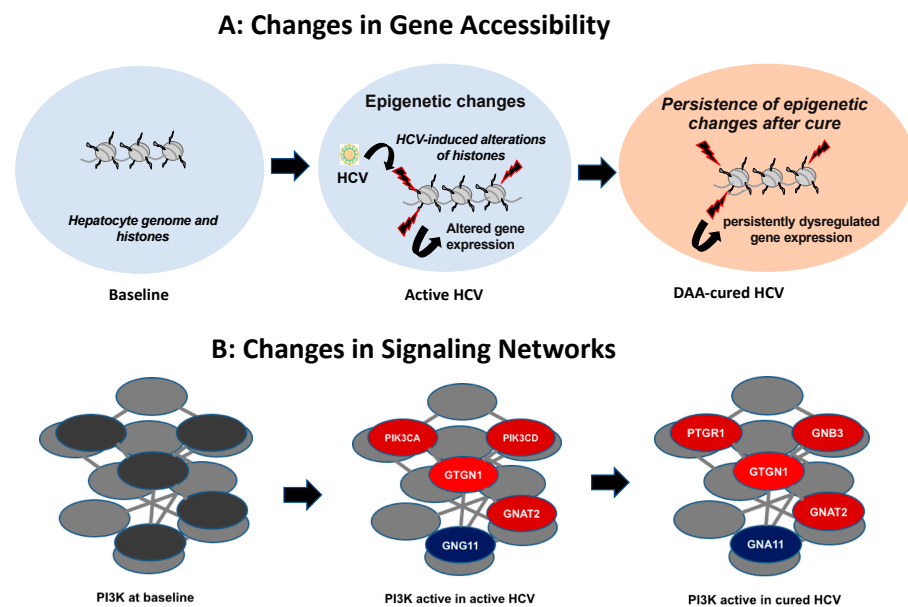 A: Changes in Gene Accessibility
Hepatocyte genome and
histones
Baseline
Epigenetic changes
HCV-induced alterations
of histones
HCV
Altered gene
expression
Active HCV
Persistence of epigenetic
changes after cure
persistently dysregulated
gene expression
DAA-cured HCV
B: Changes in Signaling Networks
PI3K at baseline
PIK3CA
PIK3CD
GTGN1
GNAT2
GNG11
PI3K active in active HCV
PTGR1
GNB3
GTGN1
GNAT2
GNA11
PI3K active in cured HCV